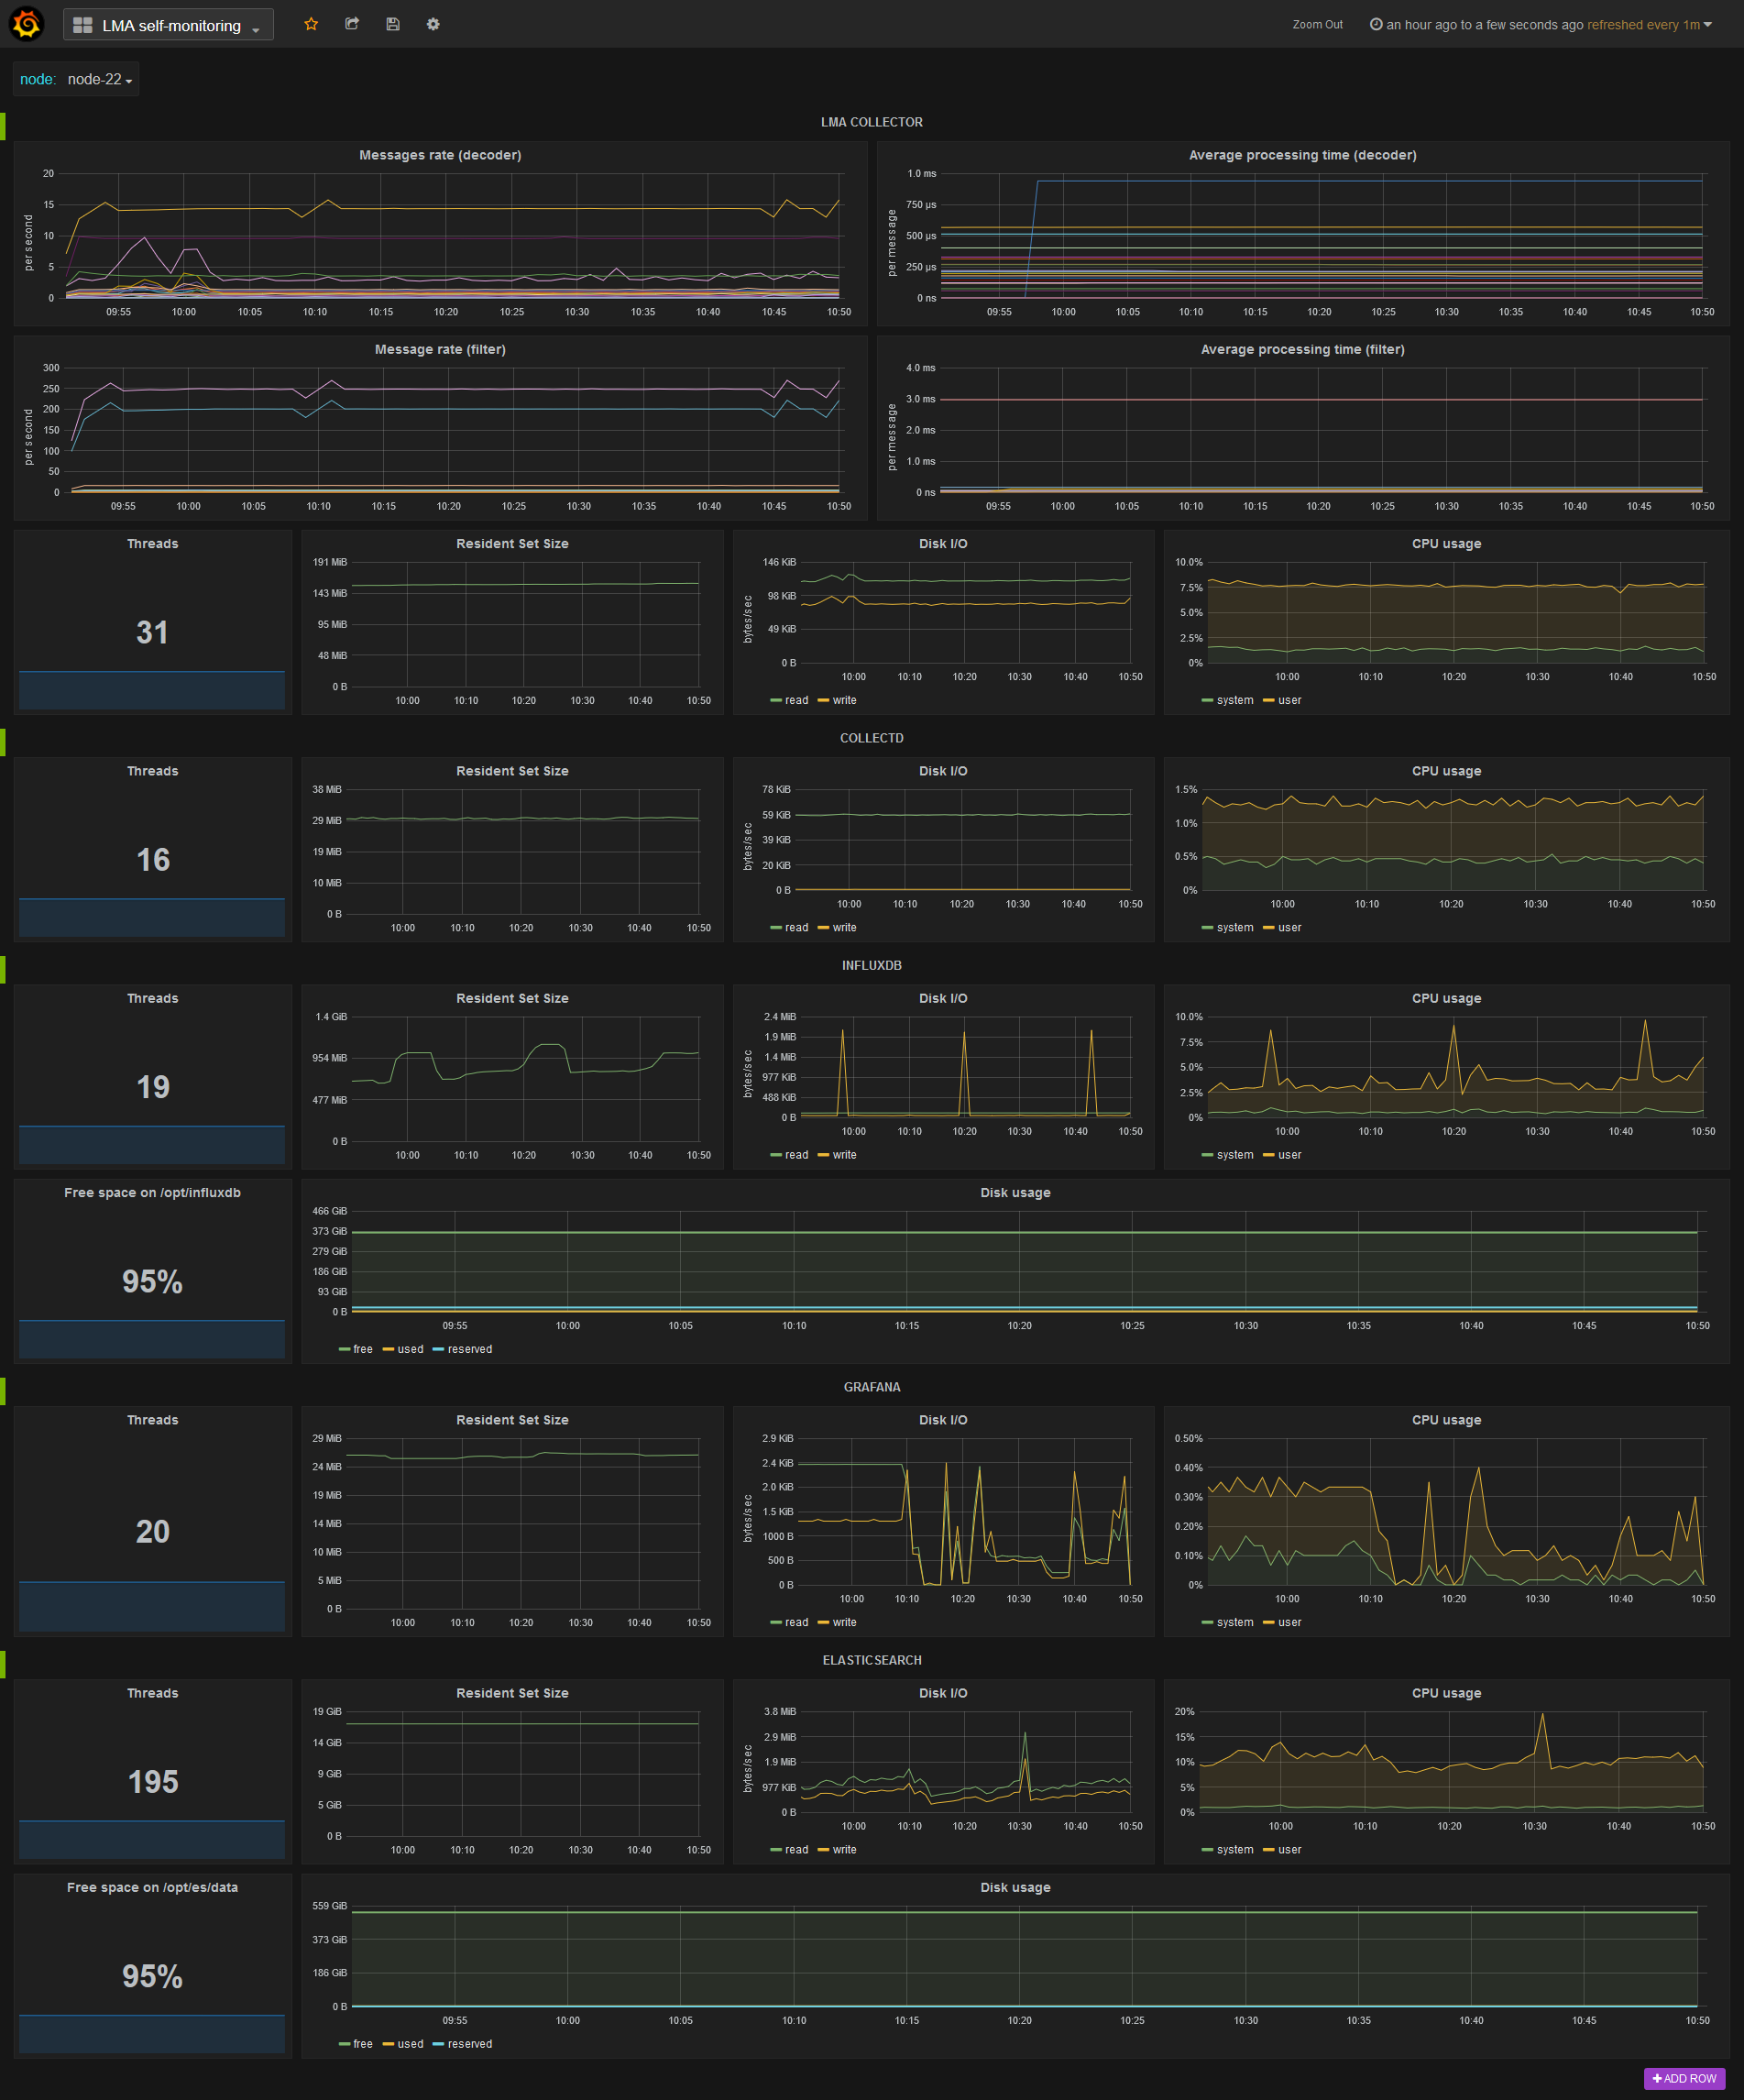 LMA self-monitoring
Zoom Out an hour ago to a few seconds ago refreshed every 1m
node: node-22
LMA COLLECTOR
Messages rate (decoder)
per second
20
15
10
5
0
09:55 10:00 10:05 10:10 10:15 10:20 10:25 10:30 10:35 10:40 10:45 10:50
Average processing time (decoder)
per message
1.0 ms
750 µs
500 µs
250 µs
0 ns
09:55 10:00 10:05 10:10 10:15 10:20 10:25 10:30 10:35 10:40 10:45 10:50
Message rate (filter)
per second
300
250
200
150
100
50
0
09:55 10:00 10:05 10:10 10:15 10:20 10:25 10:30 10:35 10:40 10:45 10:50
Average processing time (filter)
per message
4.0 ms
3.0 ms
2.0 ms
1.0 ms
0 ns
09:55 10:00 10:05 10:10 10:15 10:20 10:25 10:30 10:35 10:40 10:45 10:50
Threads
31
Resident Set Size
191 MiB
143 MiB
95 MiB
48 MiB
0 B
10:00 10:10 10:20 10:30 10:40 10:50
Disk I/O
bytes/sec
146 KiB
98 KiB
49 KiB
0 B
10:00 10:10 10:20 10:30 10:40 10:50
read write
CPU usage
10.0%
7.5%
5.0%
2.5%
0%
10:00 10:10 10:20 10:30 10:40 10:50
system user
COLLECTD
Threads
16
Resident Set Size
38 MiB
29 MiB
19 MiB
10 MiB
0 B
10:00 10:10 10:20 10:30 10:40 10:50
Disk I/O
bytes/sec
78 KiB
59 KiB
39 KiB
20 KiB
0 B
10:00 10:10 10:20 10:30 10:40 10:50
read write
CPU usage
1.5%
1.0%
0.5%
0%
10:00 10:10 10:20 10:30 10:40 10:50
system user
INFLUXDB
Threads
19
Resident Set Size
1.4 GiB
954 MiB
477 MiB
0 B
10:00 10:10 10:20 10:30 10:40 10:50
Disk I/O
bytes/sec
2.4 MiB
1.9 MiB
1.4 MiB
977 KiB
488 KiB
0 B
10:00 10:10 10:20 10:30 10:40 10:50
read write
CPU usage
10.0%
7.5%
5.0%
2.5%
0%
10:00 10:10 10:20 10:30 10:40 10:50
system user
Free space on /opt/influxdb
95%
Disk usage
466 GiB
373 GiB
279 GiB
186 GiB
93 GiB
0 B
09:55 10:00 10:05 10:10 10:15 10:20 10:25 10:30 10:35 10:40 10:45 10:50
free used reserved
GRAFANA
Threads
20
Resident Set Size
29 MiB
24 MiB
19 MiB
14 MiB
10 MiB
5 MiB
0 B
10:00 10:10 10:20 10:30 10:40 10:50
Disk I/O
bytes/sec
2.9 KiB
2.4 KiB
2.0 KiB
1.5 KiB
1000 B
500 B
0 B
10:00 10:10 10:20 10:30 10:40 10:50
read write
CPU usage
0.50%
0.40%
0.30%
0.20%
0.10%
0%
10:00 10:10 10:20 10:30 10:40 10:50
system user
ELASTICSEARCH
Threads
195
Resident Set Size
19 GiB
14 GiB
9 GiB
5 GiB
0 B
10:00 10:10 10:20 10:30 10:40 10:50
Disk I/O
bytes/sec
3.8 MiB
2.9 MiB
1.9 MiB
977 KiB
0 B
10:00 10:10 10:20 10:30 10:40 10:50
read write
CPU usage
20%
15%
10%
5%
0%
10:00 10:10 10:20 10:30 10:40 10:50
system user
Free space on /opt/es/data
95%
Disk usage
559 GiB
373 GiB
186 GiB
0 B
09:55 10:00 10:05 10:10 10:15 10:20 10:25 10:30 10:35 10:40 10:45 10:50
free used reserved
+ ADD ROW